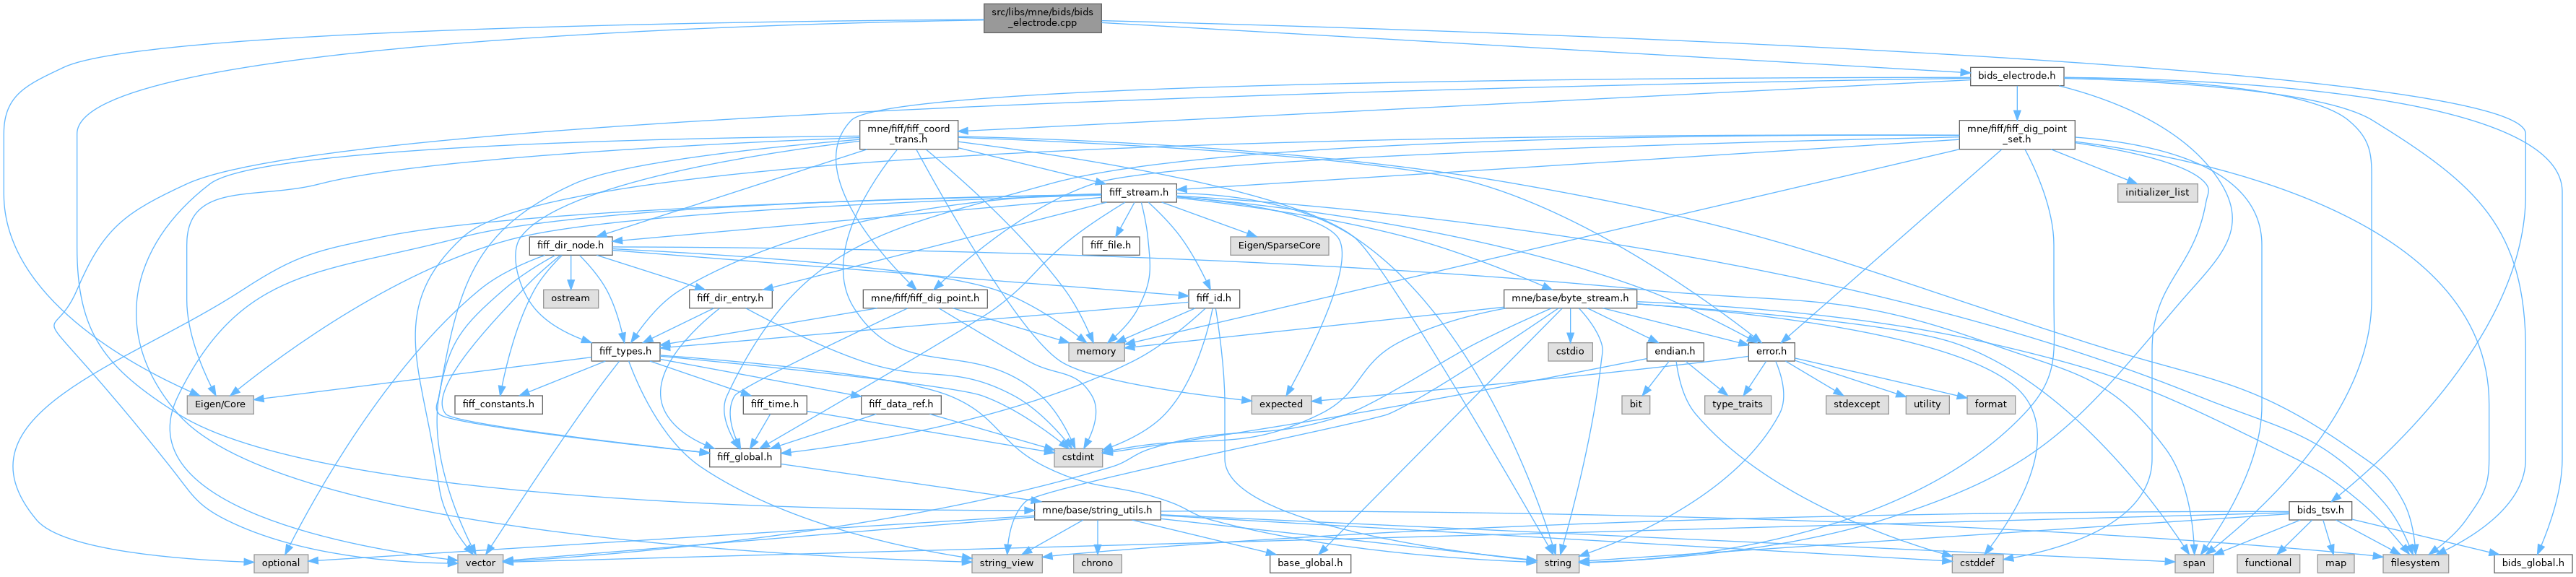 src/libs/mne/bids/bids
_electrode.cpp
bids_electrode.h
mne/fiff/fiff_coord
_trans.h
mne/fiff/fiff_dig_point
_set.h
fiff_stream.h
initializer_list
fiff_dir_node.h
fiff_file.h
Eigen/SparseCore
ostream
fiff_dir_entry.h
mne/fiff/fiff_dig_point.h
fiff_id.h
mne/base/byte_stream.h
fiff_types.h
memory
cstdio
endian.h
error.h
Eigen/Core
fiff_constants.h
fiff_time.h
fiff_data_ref.h
expected
bit
type_traits
stdexcept
utility
format
fiff_global.h
cstdint
mne/base/string_utils.h
bids_tsv.h
optional
vector
string_view
chrono
base_global.h
string
cstddef
span
functional
map
filesystem
bids_global.h